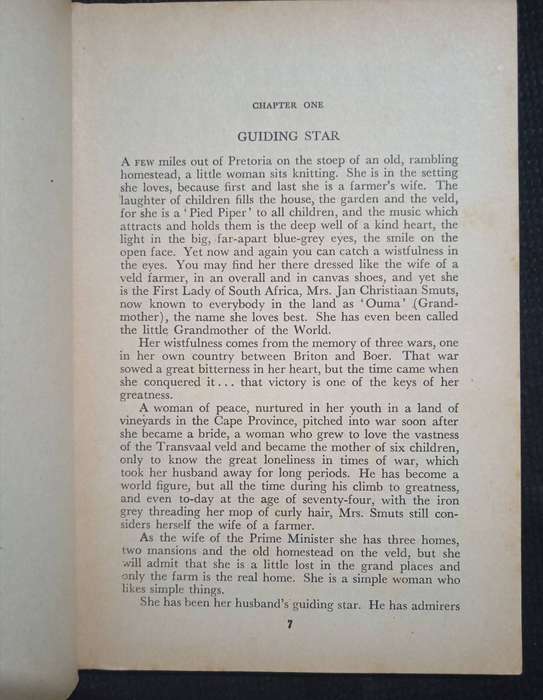 CHAPTER ONE
GUIDING STAR
A FEW miles out of Pretoria on the stoep of an old, rambling
homestead, a little woman sits knitting. She is in the setting
she loves, because first and last she is a farmer's wife. The
laughter of children fills the house, the garden and the veld,
for she is a 'Pied Piper' to all children, and the music which
attracts and holds them is the deep well of a kind heart, the
light in the big, far-apart blue-grey eyes, the smile on the
open face. Yet now and again you can catch a wistfulness in
the eyes. You may find her there dressed like the wife of a
veld farmer, in an overall and in canvas shoes, and yet she
is the First Lady of South Africa, Mrs. Jan Christiaan Smuts,
now known to everybody in the land as 'Ouma' (Grand-
mother), the name she loves best. She has even been called
the little Grandmother of the World.
Her wistfulness comes from the memory of three wars, one
in her own country between Briton and Boer. That war
sowed a great bitterness in her heart, but the time came when
she conquered it... that victory is one of the keys of her
greatness.
A woman of peace, nurtured in her youth in a land of
vineyards in the Cape Province, pitched into war soon after
she became a bride, a woman who grew to love the vastness
of the Transvaal veld and became the mother of six children,
only to know the great loneliness in times of war, which
took her husband away for long periods. He has become a
world figure, but all the time during his climb to greatness,
and even to-day at the age of seventy-four, with the iron
grey threading her mop of curly hair, Mrs. Smuts still con-
siders herself the wife of a farmer.
As the wife of the Prime Minister she has three homes,
two mansions and the old homestead on the veld, but she
will admit that she is a little lost in the grand places and
only the farm is the real home. She is a simple woman who
likes simple things.
She has been her husband's guiding star. He has admirers
7